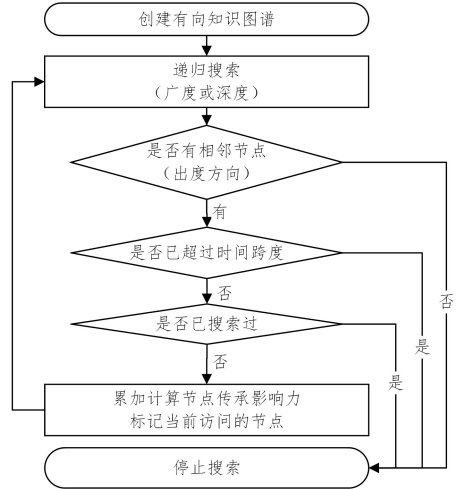 创建有向知识图谱
递归搜索
（广度或深度）
是否有相邻节点
（出度方向）
有
是否已超过时间跨度
否
是否已搜索过
否
是
是
否
累加计算节点传承影响力
标记当前访问的节点
停止搜索